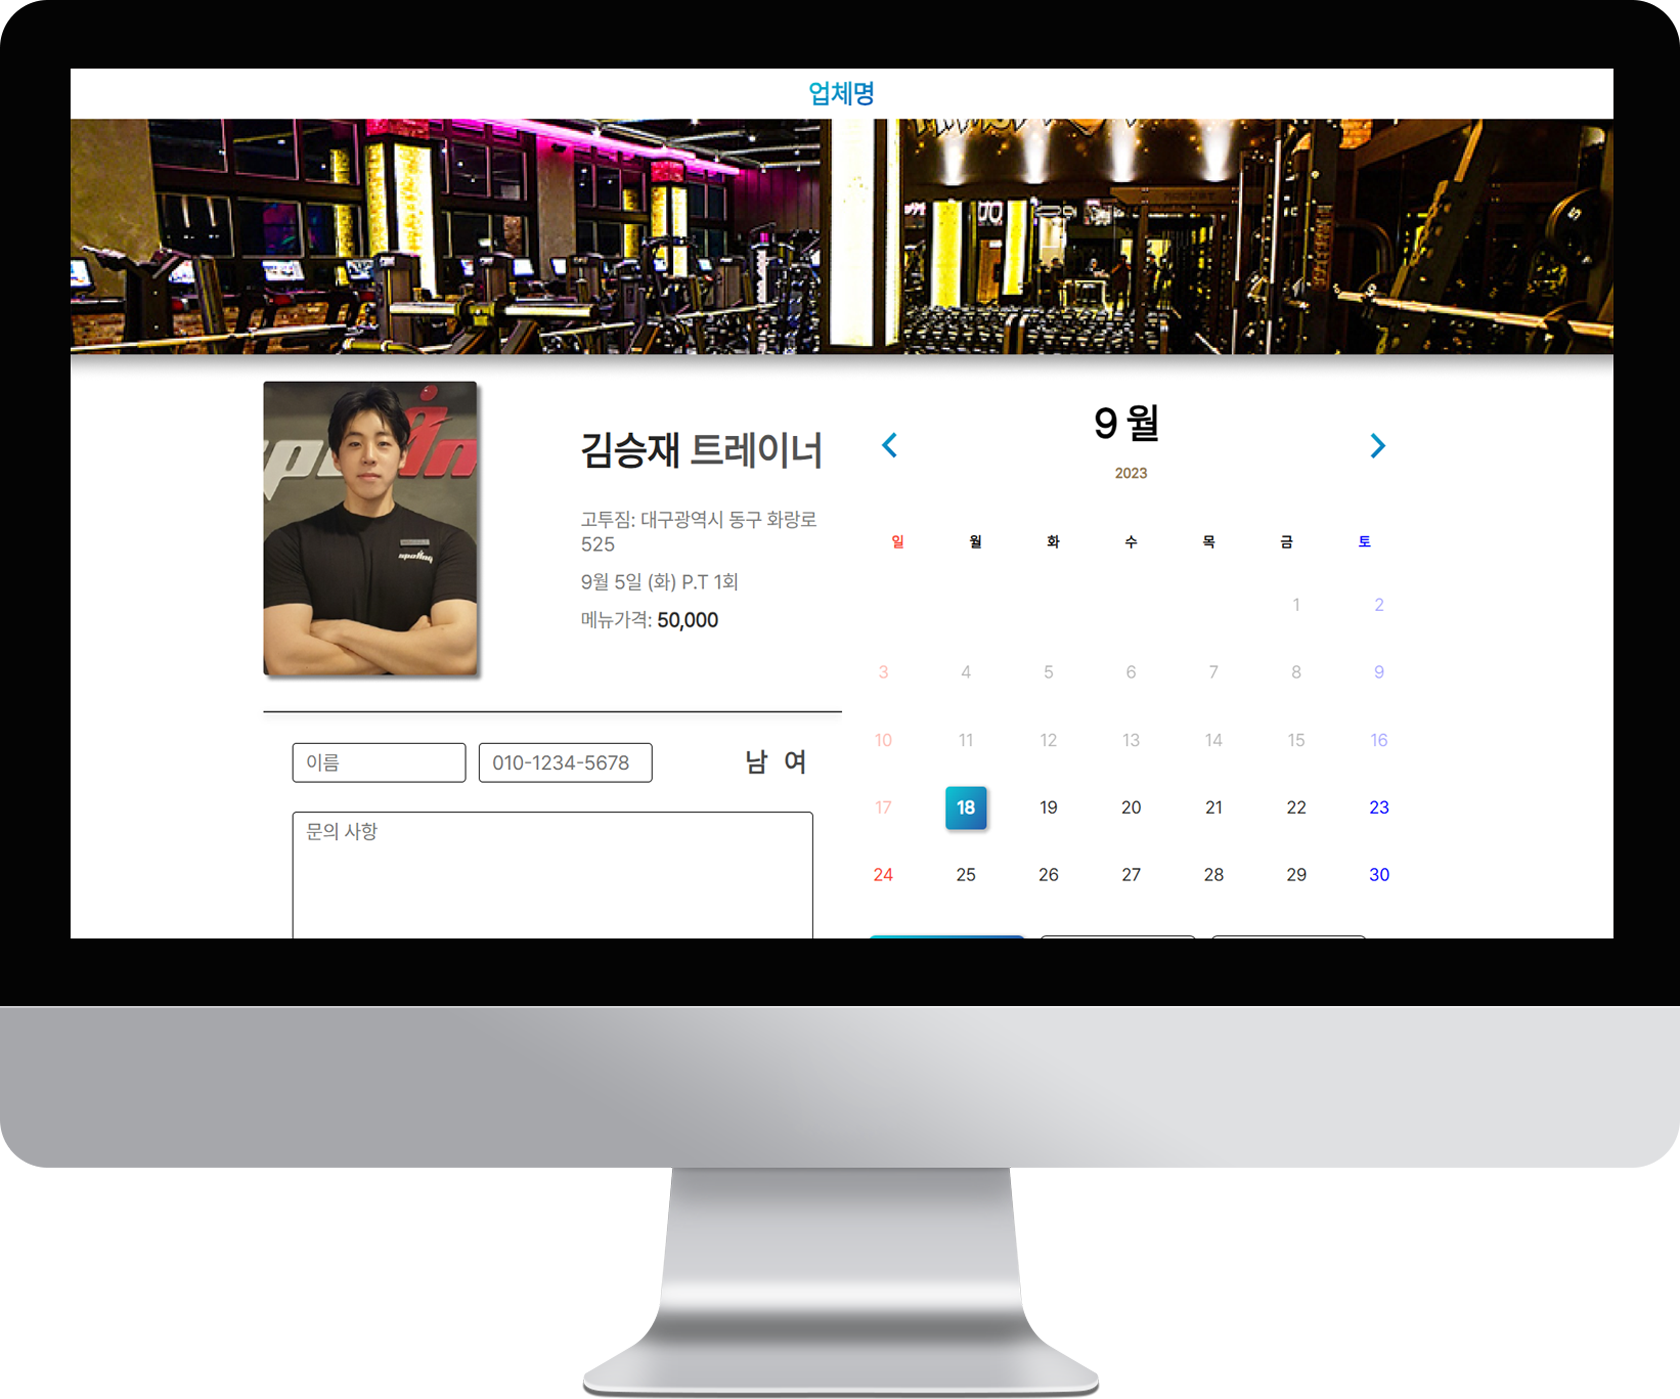 업체명
김승재 트레이너
고투짐: 대구광역시 동구 화랑로
525
9월 5일 (화) P.T 1회
메뉴가격: 50,000
이름
010-1234-5678
남 여
문의 사항
9 월
2023
일 월 화 수 목 금 토
1 2
3 4 5 6 7 8 9
10 11 12 13 14 15 16
17 18 19 20 21 22 23
24 25 26 27 28 29 30